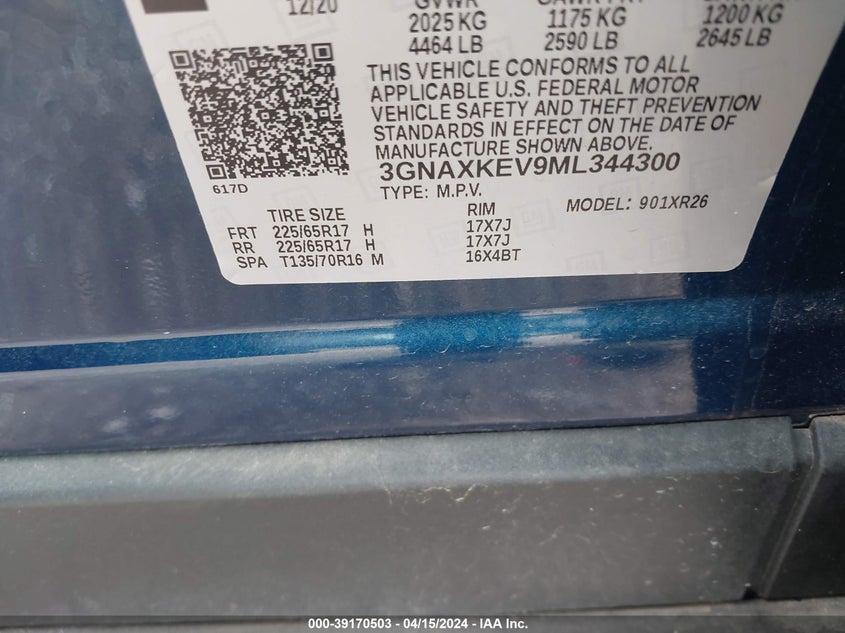 12/20 GVWR
2025 KG 1175 KG 1200 KG
4464 LB 2590 LB 2645 LB
THIS VEHICLE CONFORMS TO ALL
APPLICABLE U.S. FEDERAL MOTOR
VEHICLE SAFETY AND THEFT PREVENTION
STANDARDS IN EFFECT ON THE DATE OF
MANUFACTURE SHOWN ABOVE.
3GNAXKEV9ML344300
617D
TYPE: M.P.V. MODEL: 901XR26
TIRE SIZE RIM
FRT 225/65R17 H 17X7J
RR 225/65R17 H 17X7J
SPA T135/70R16 M 16X4BT
000-39170503 - 04/15/2024 - IAA Inc.